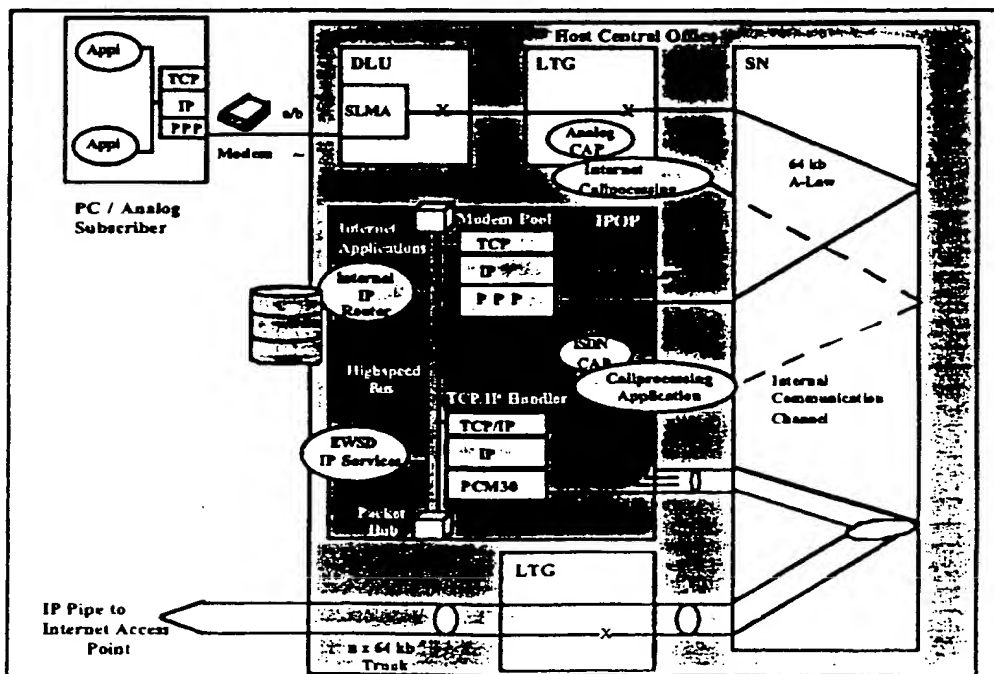 Host Central Office
Appl
TCP
IP
PPP
Appl
a/b
Modem
~
PC / Analog
Subscriber
DLU
SLMA
LTG
Analog
CAP
Internet
Callprocessing
SN
64 kb
A-Law
Internet
Applications
Internal
IP
Router
Modem Pool
TCP
IP
PPP
IPOP
ISDN
CAP
Callprocessing
Application
Internal
Communication
Channel
Highspeed
Bus
TCP/IP Handler
TCP/IP
IP
PCM30
EWSD
IP Services
Packet
Hub
LTG
IP Pipe to
Internet Access
Point
n x 64 kb
Trunk